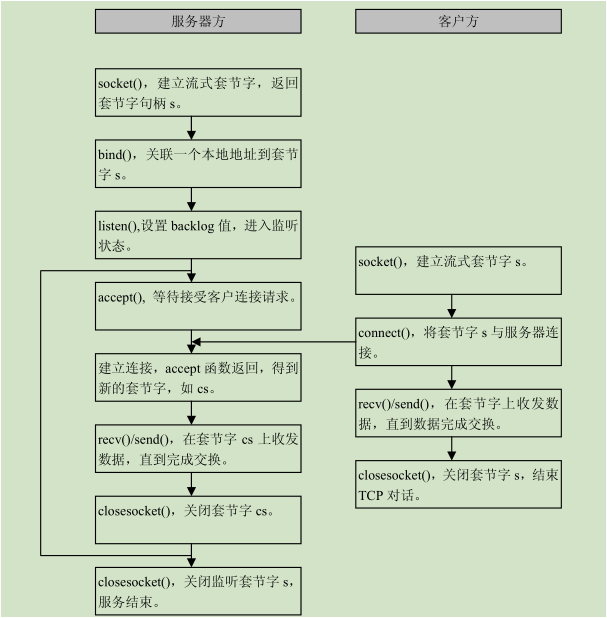 服务器方
socket(),建立流式套节字,返回
套节字句柄 s。
bind(),关联一个本地地址到套节
字 s。
listen(),设置 backlog 值,进入监听
状态。
accept(), 等待接受客户连接请求。
建立连接,accept 函数返回,得到
新的套节字,如 cs。
recv()/send(),在套节字 cs 上收发
数据,直到完成交换。
closesocket(),关闭套节字 cs。
closesocket(),关闭监听套节字 s,
服务结束。
客户方
socket(),建立流式套节字 s。
connect(),将套节字 s 与服务器连
接。
recv()/send(),在套节字上收发数
据,直到数据完成交换。
closesocket(),关闭套节字 s,结束
TCP 对话。